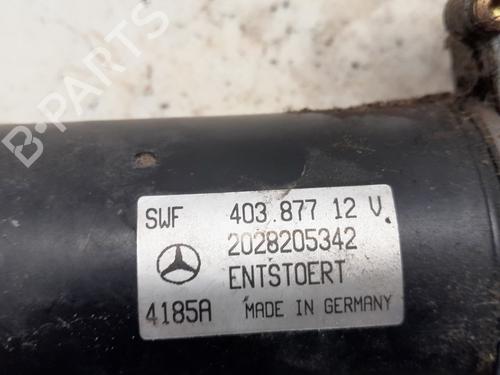 B-Parts
SWF 403.877 12 V.
2028205342
ENTSTOERT
4185A MADE IN GERMANY